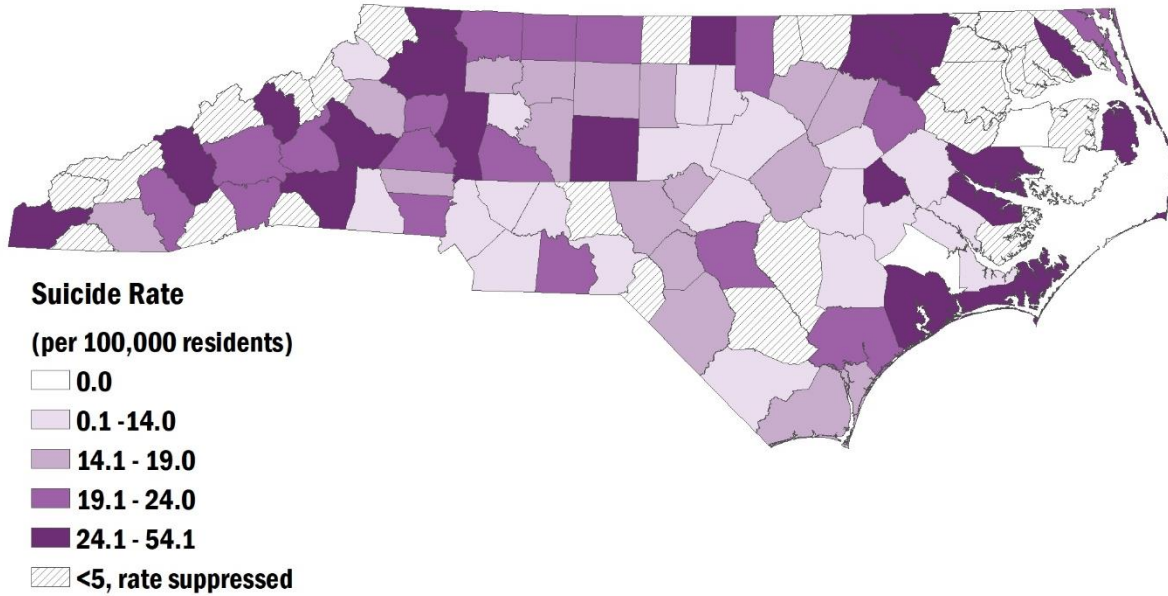 Suicide Rate
(per 100,000 residents)
0.0
0.1 -14.0
14.1 - 19.0
19.1 - 24.0
24.1 - 54.1
<5, rate suppressed